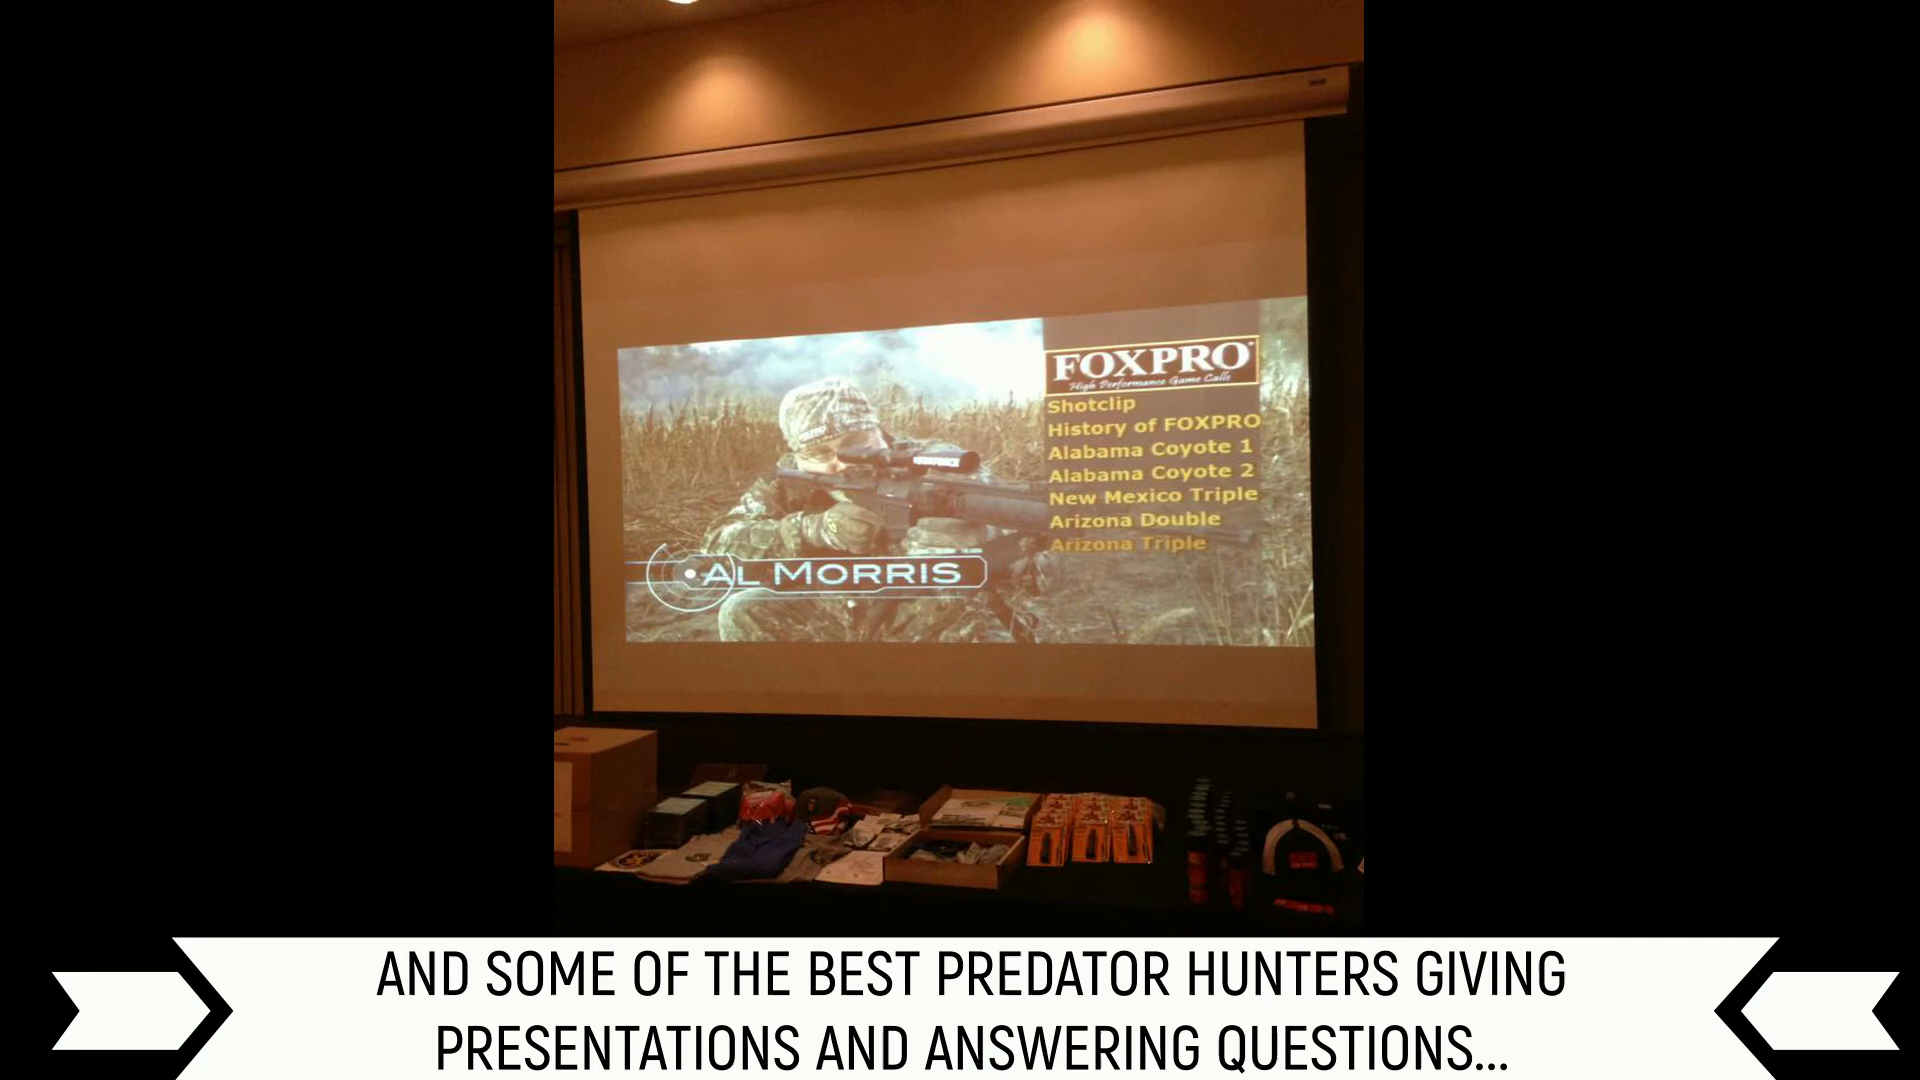 FOXPRO
High Performance Game Calls
Shotclip
History of FOXPRO
Alabama Coyote 1
Alabama Coyote 2
New Mexico Triple
Arizona Double
Arizona Triple
AL MORRIS
AND SOME OF THE BEST PREDATOR HUNTERS GIVING
PRESENTATIONS AND ANSWERING QUESTIONS...